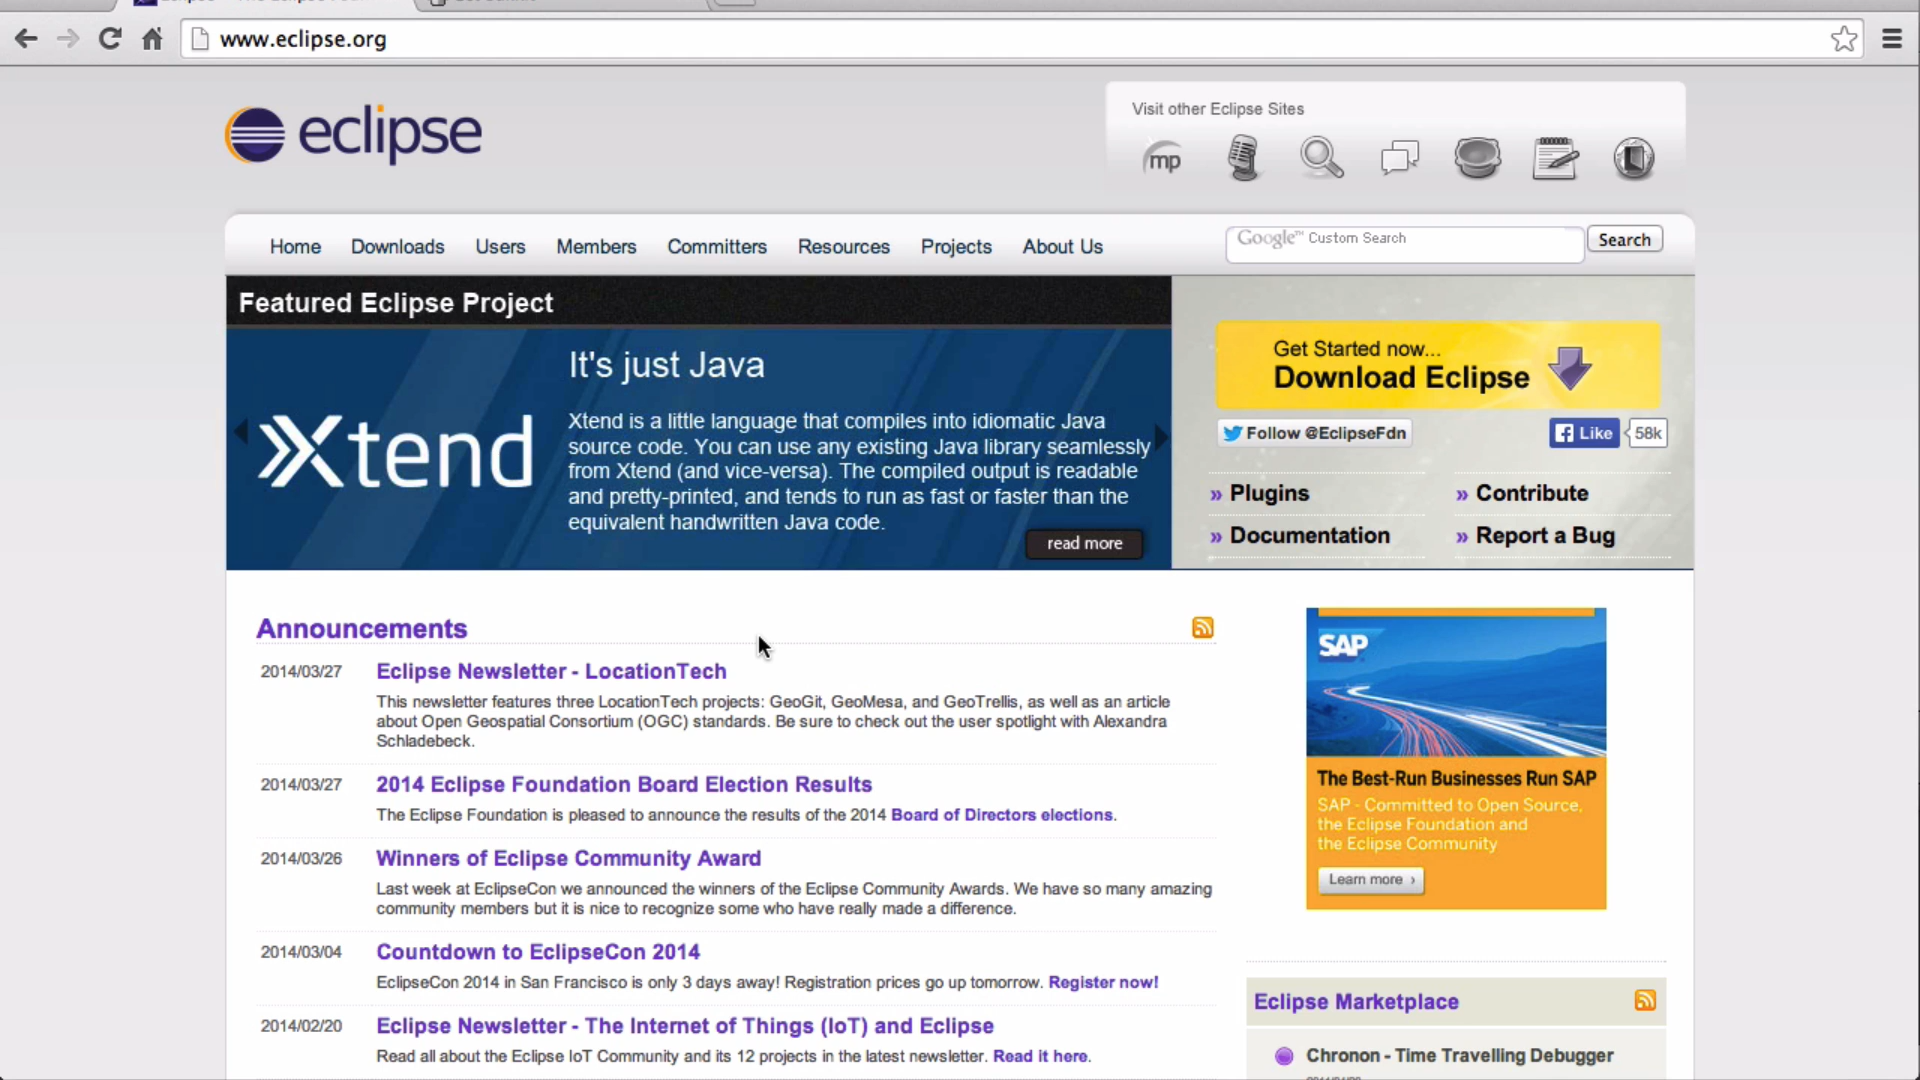 www.eclipse.org
eclipse
Visit other Eclipse Sites
mp
Home Downloads Users Members Committers Resources Projects About Us
Google™ Custom Search
Search
Featured Eclipse Project
It's just Java
Xtend
Xtend is a little language that compiles into idiomatic Java
source code. You can use any existing Java library seamlessly
from Xtend (and vice-versa). The compiled output is readable
and pretty-printed, and tends to run as fast or faster than the
equivalent handwritten Java code.
read more
Get Started now...
Download Eclipse
Follow @EclipseFdn
Like 58k
» Plugins
» Contribute
» Documentation
» Report a Bug
Announcements
2014/03/27 Eclipse Newsletter - LocationTech
This newsletter features three LocationTech projects: GeoGit, GeoMesa, and GeoTrellis, as well as an article
about Open Geospatial Consortium (OGC) standards. Be sure to check out the user spotlight with Alexandra
Schladebeck.
2014/03/27 2014 Eclipse Foundation Board Election Results
The Eclipse Foundation is pleased to announce the results of the 2014 Board of Directors elections.
2014/03/26 Winners of Eclipse Community Award
Last week at EclipseCon we announced the winners of the Eclipse Community Awards. We have so many amazing
community members but it is nice to recognize some who have really made a difference.
2014/03/04 Countdown to EclipseCon 2014
EclipseCon 2014 in San Francisco is only 3 days away! Registration prices go up tomorrow. Register now!
2014/02/20 Eclipse Newsletter - The Internet of Things (IoT) and Eclipse
Read all about the Eclipse IoT Community and its 12 projects in the latest newsletter. Read it here.
SAP
The Best-Run Businesses Run SAP
SAP - Committed to Open Source,
the Eclipse Foundation and
the Eclipse Community
Learn more ›
Eclipse Marketplace
Chronon - Time Travelling Debugger